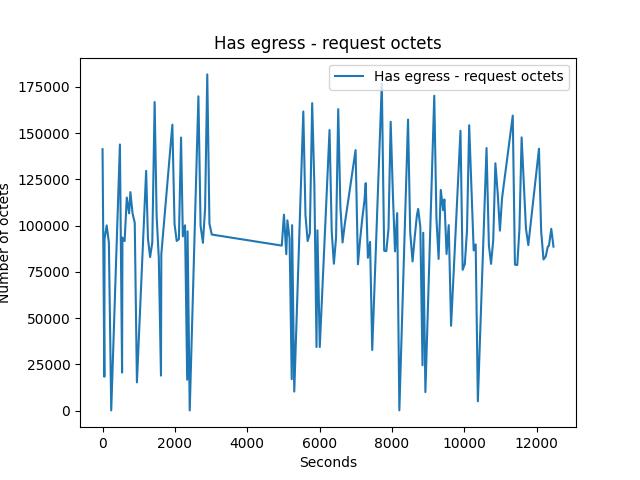 Has egress - request octets
Has egress - request octets
Number of octets
175000
150000
125000
100000
75000
50000
25000
0
0 2000 4000 6000 8000 10000 12000
Seconds